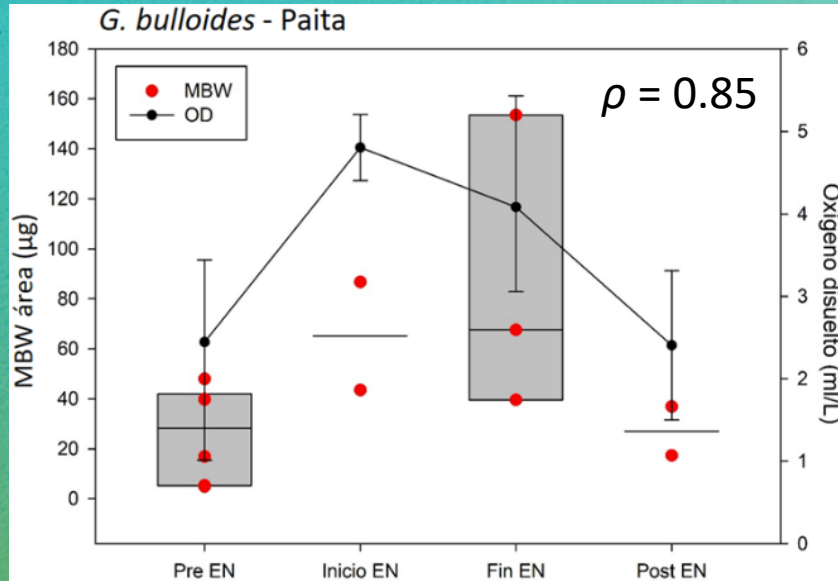 G. bulloides - Paita
MBW
OD
ρ = 0.85
MBW área (µg)
180
160
140
120
100
80
60
40
20
0
Oxígeno disuelto (ml/L)
6
5
4
3
2
1
0
Pre EN
Inicio EN
Fin EN
Post EN